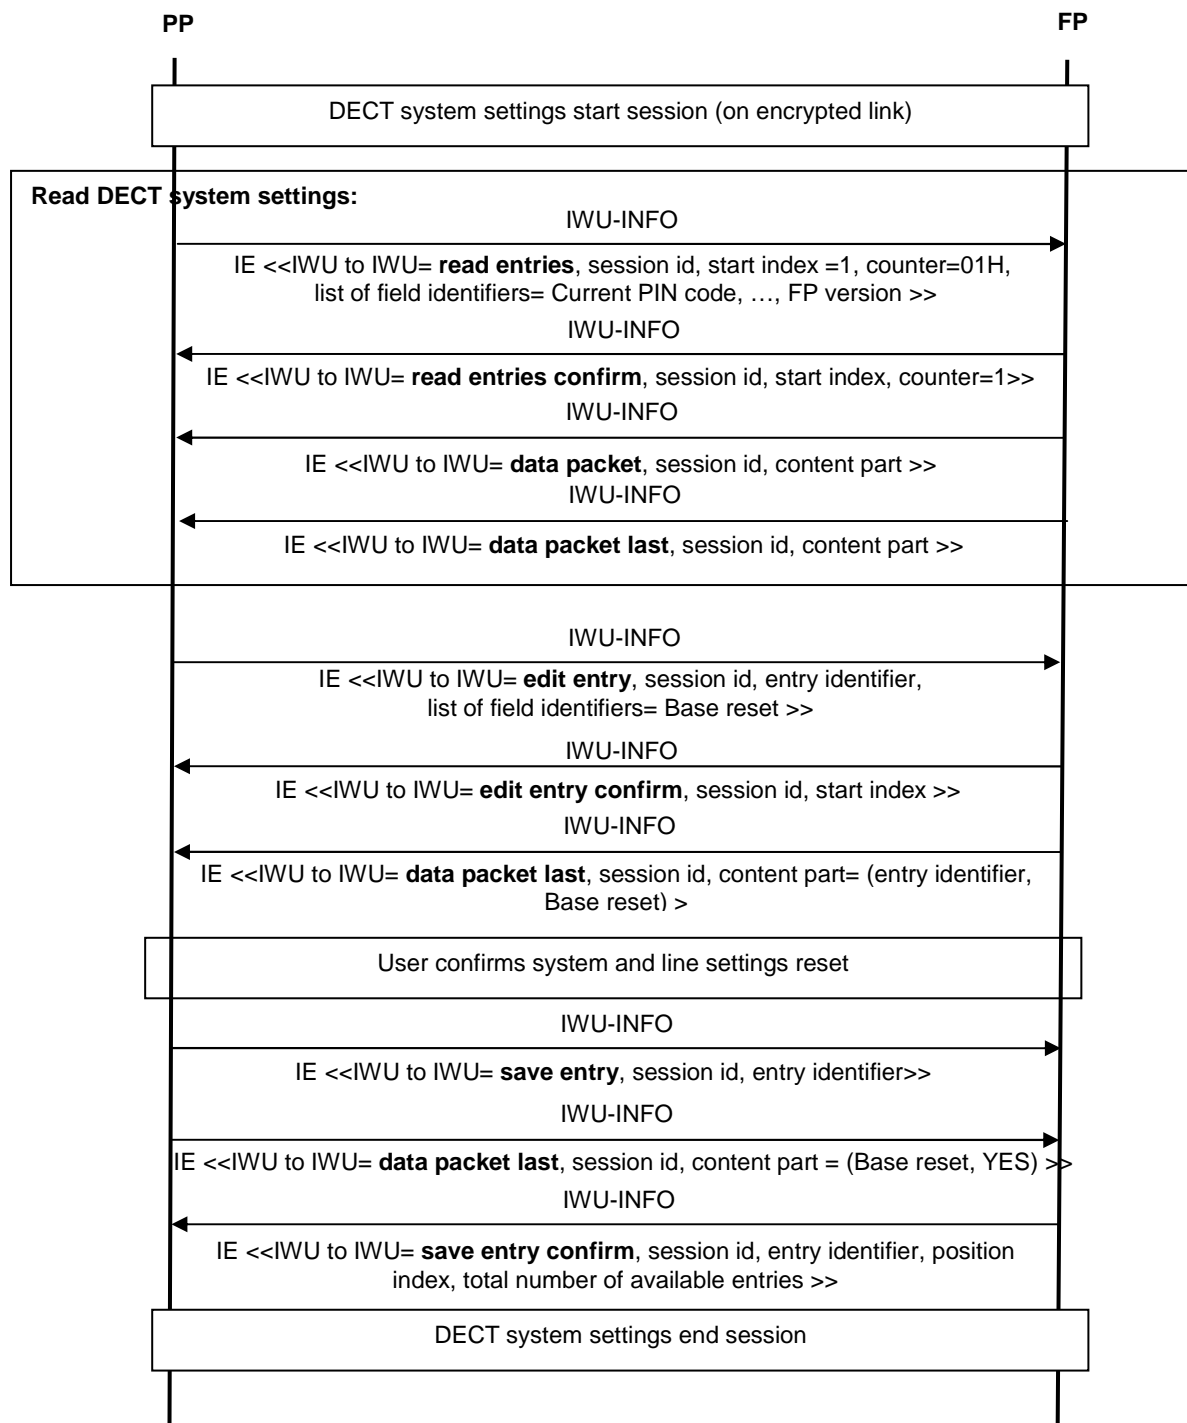 PP
FP
DECT system settings start session (on encrypted link)
Read DECT system settings:
IWU-INFO
IE <<IWU to IWU= read entries, session id, start index =1, counter=01H,
list of field identifiers= Current PIN code, …, FP version >>
IWU-INFO
IE <<IWU to IWU= read entries confirm, session id, start index, counter=1>>
IWU-INFO
IE <<IWU to IWU= data packet, session id, content part >>
IWU-INFO
IE <<IWU to IWU= data packet last, session id, content part >>
IWU-INFO
IE <<IWU to IWU= edit entry, session id, entry identifier,
list of field identifiers= Base reset >>
IWU-INFO
IE <<IWU to IWU= edit entry confirm, session id, start index >>
IWU-INFO
IE <<IWU to IWU= data packet last, session id, content part= (entry identifier,
Base reset) >
User confirms system and line settings reset
IWU-INFO
IE <<IWU to IWU= save entry, session id, entry identifier>>
IWU-INFO
IE <<IWU to IWU= data packet last, session id, content part = (Base reset, YES) >>
IWU-INFO
IE <<IWU to IWU= save entry confirm, session id, entry identifier, position
index, total number of available entries >>
DECT system settings end session